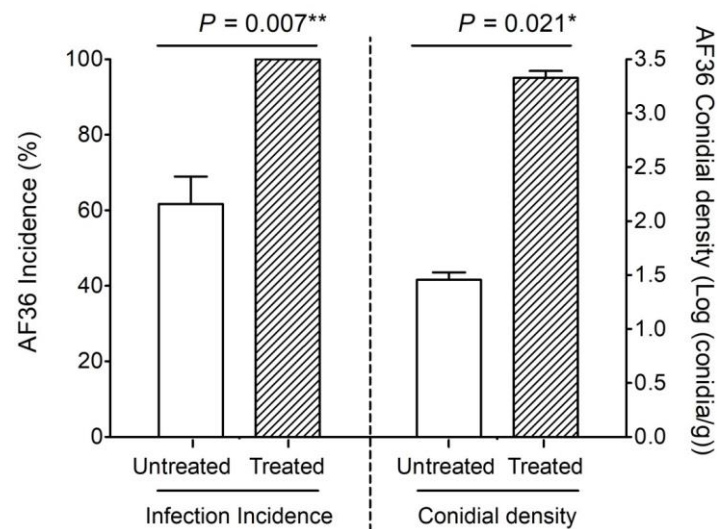 P = 0.007**
P = 0.021*
AF36 Incidence (%)
100
80
60
40
20
0
3.5
3.0
2.5
2.0
1.5
1.0
0.5
0.0
AF36 Conidial density (Log (conidia/g))
Untreated Treated
Untreated Treated
Infection Incidence
Conidial density